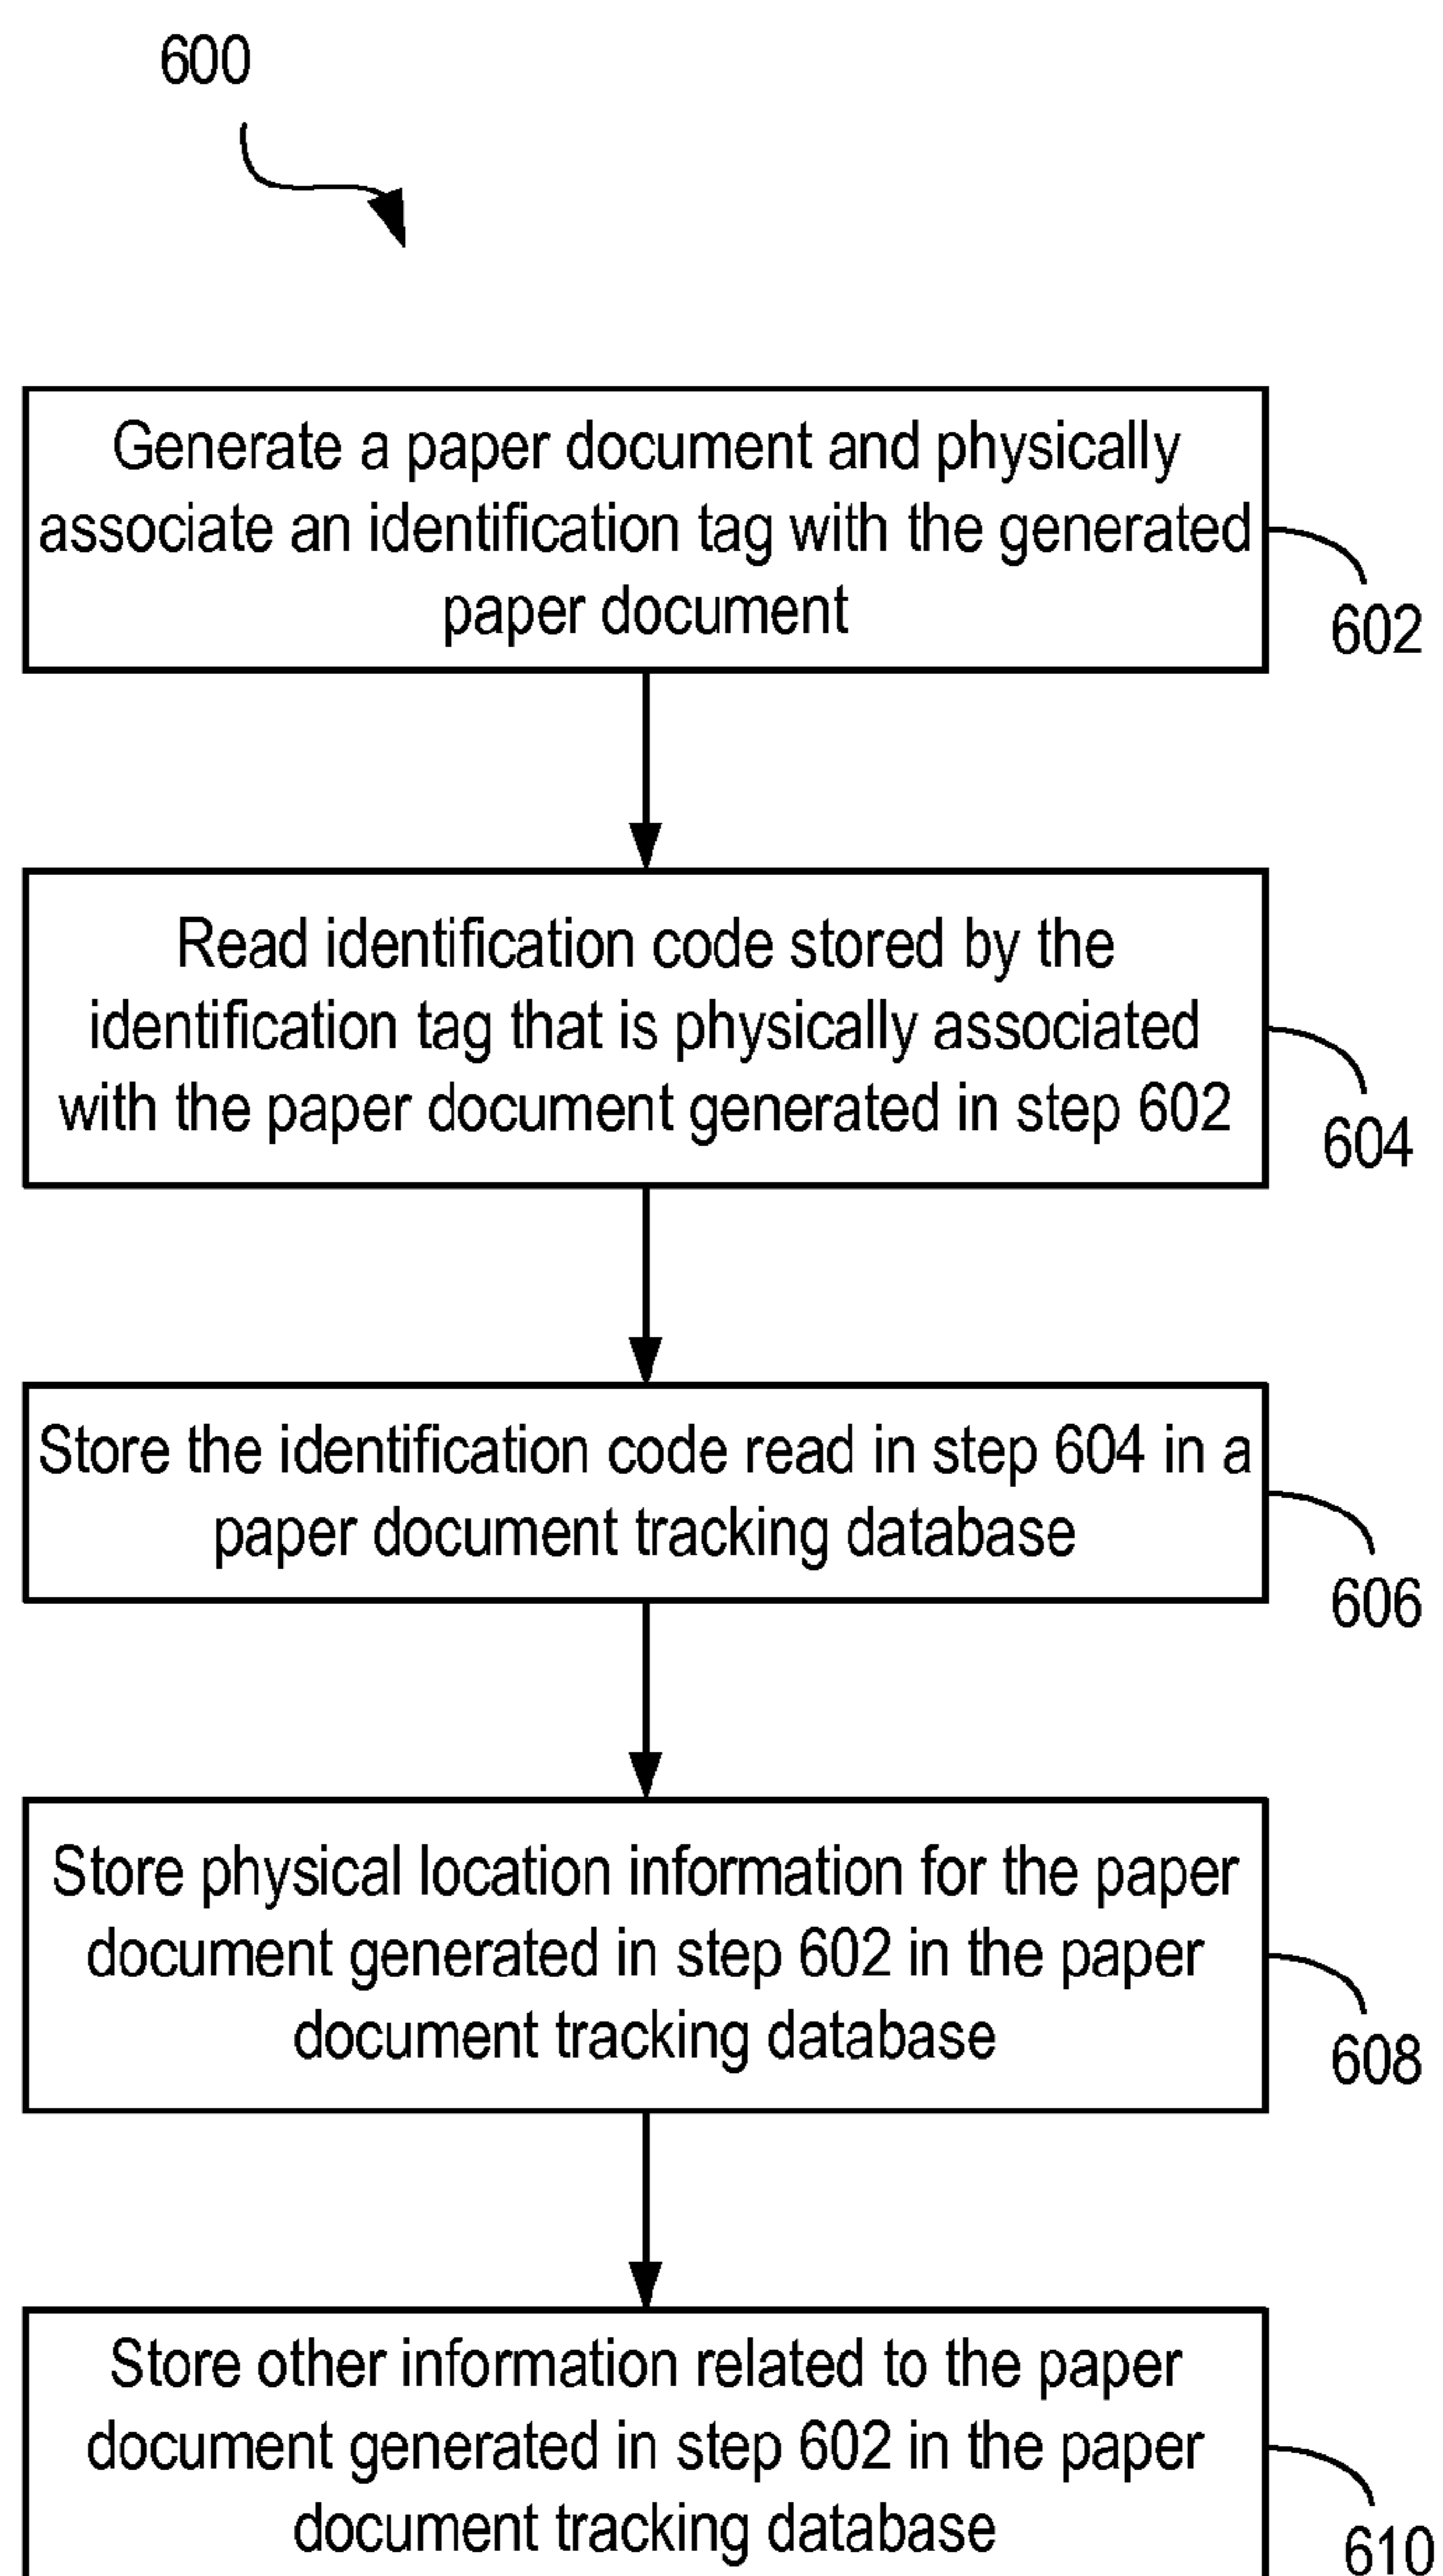 600
Generate a paper document and physically
associate an identification tag with the generated
paper document
602
Read identification code stored by the
identification tag that is physically associated
with the paper document generated in step 602
604
Store the identification code read in step 604 in a
paper document tracking database
606
Store physical location information for the paper
document generated in step 602 in the paper
document tracking database
608
Store other information related to the paper
document generated in step 602 in the paper
document tracking database
610